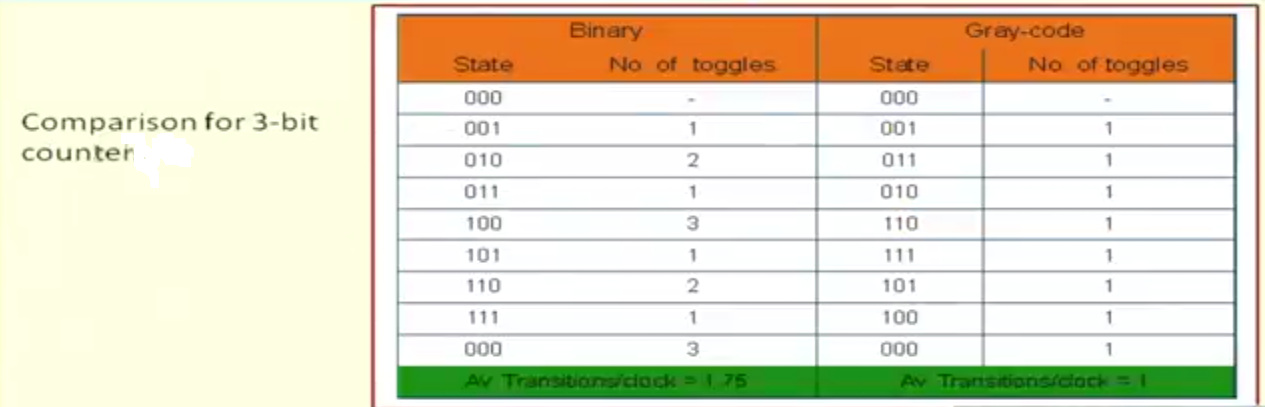 Comparison for 3-bit
counter
Binary Gray-code
State No. of toggles State No. of toggles
000 - 000 -
001 1 001 1
010 2 011 1
011 1 010 1
100 3 110 1
101 1 111 1
110 2 101 1
111 1 100 1
000 3 000 1
Av Transitions/clock = 1.75 Av Transitions/clock = 1